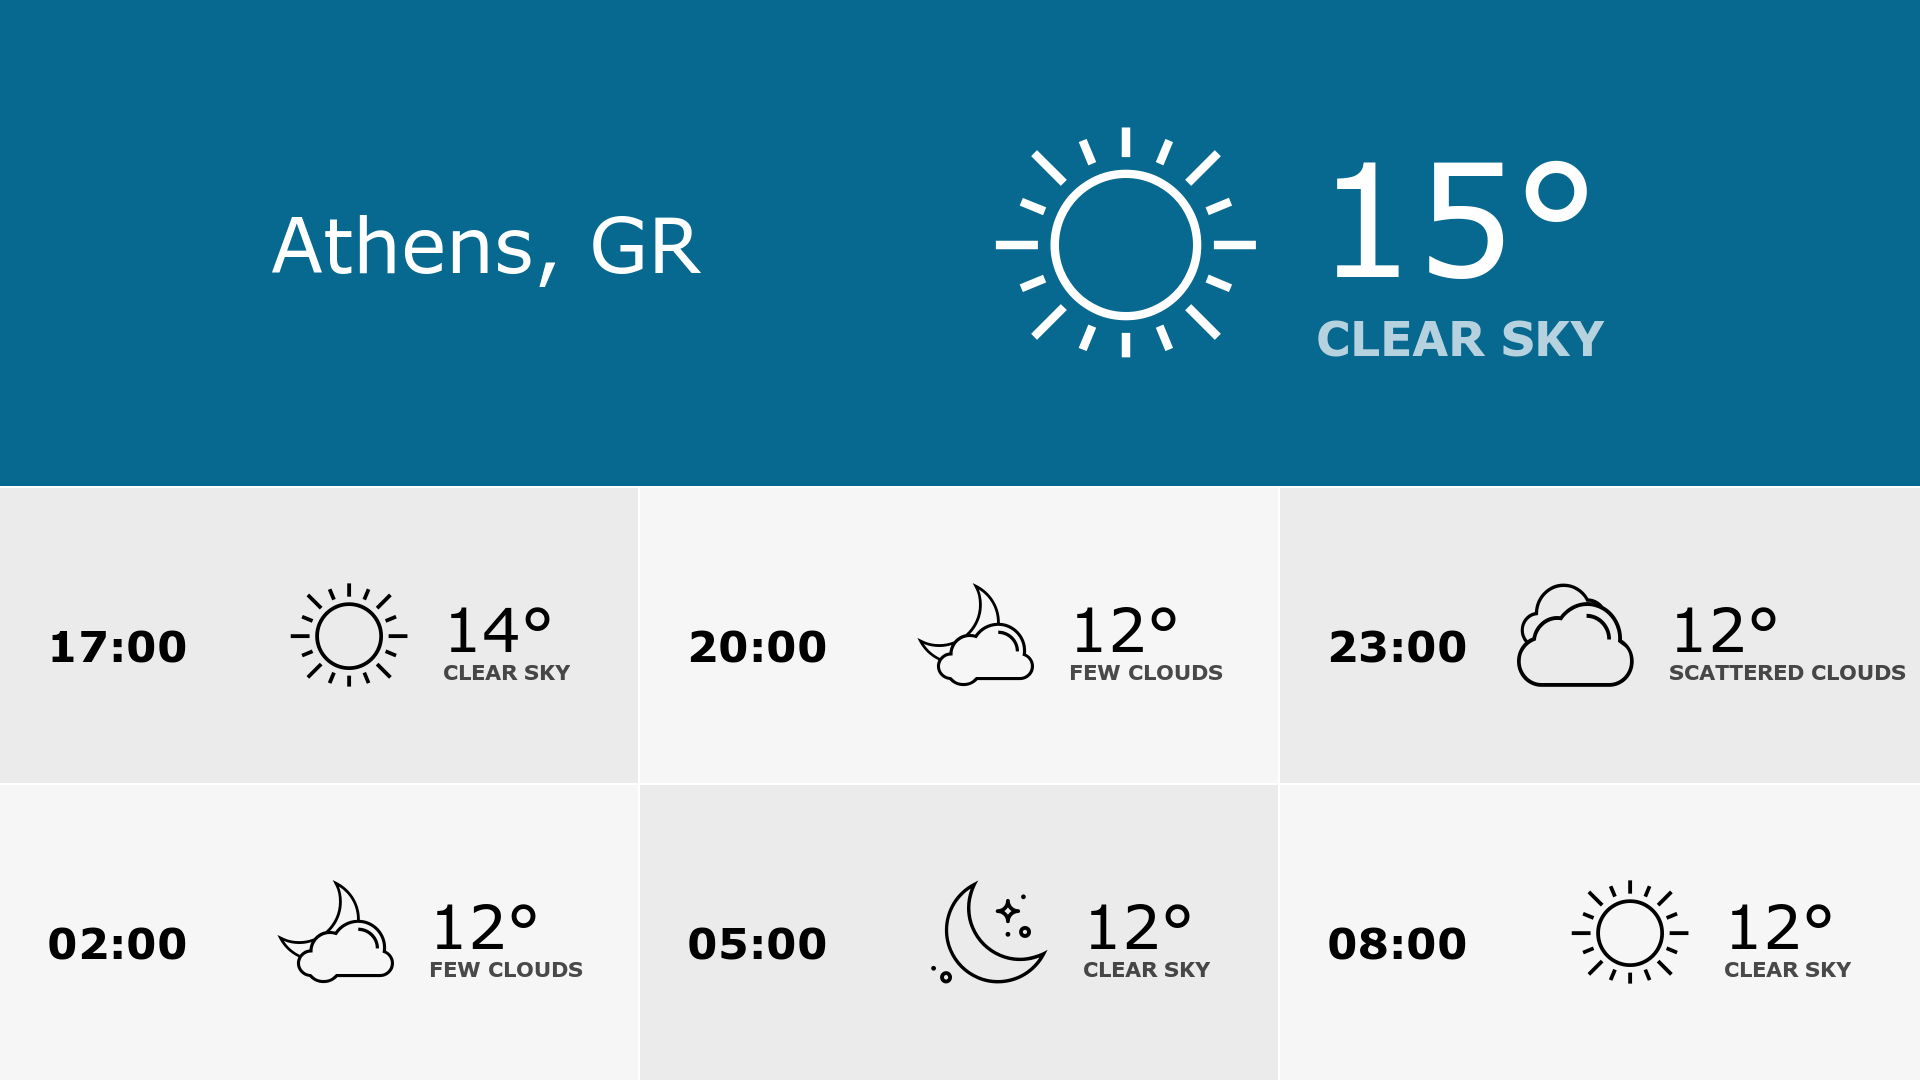 Athens, GR
15°
CLEAR SKY
17:00
14°
CLEAR SKY
20:00
12°
FEW CLOUDS
23:00
12°
SCATTERED CLOUDS
02:00
12°
FEW CLOUDS
05:00
12°
CLEAR SKY
08:00
12°
CLEAR SKY